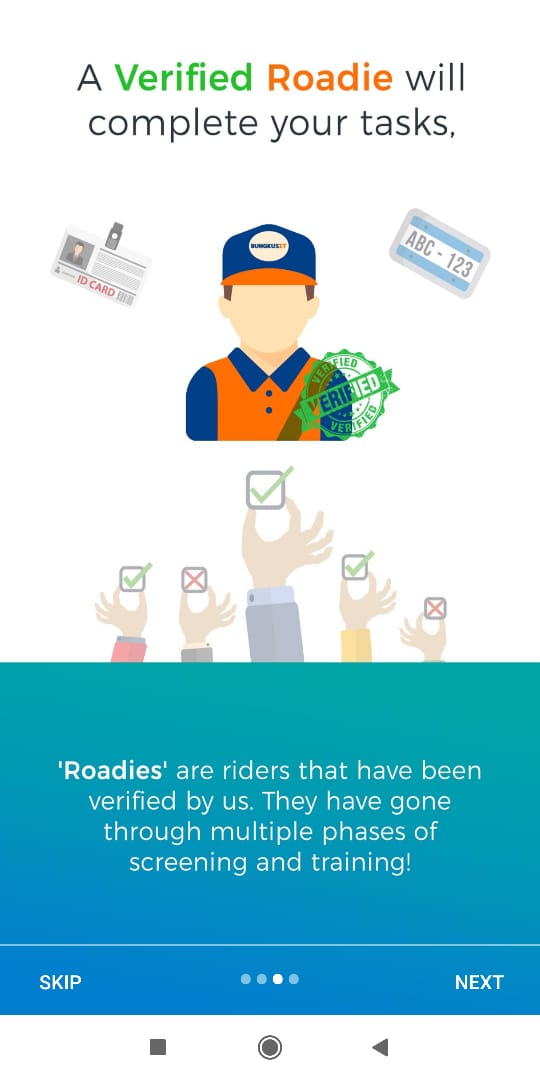 A Verified Roadie will
complete your tasks,
BUNGKUSIT
ID CARD
ABC - 123
VERIFIED
VERIFIED
VERIFIED
'Roadies' are riders that have been
verified by us. They have gone
through multiple phases of
screening and training!
SKIP
NEXT